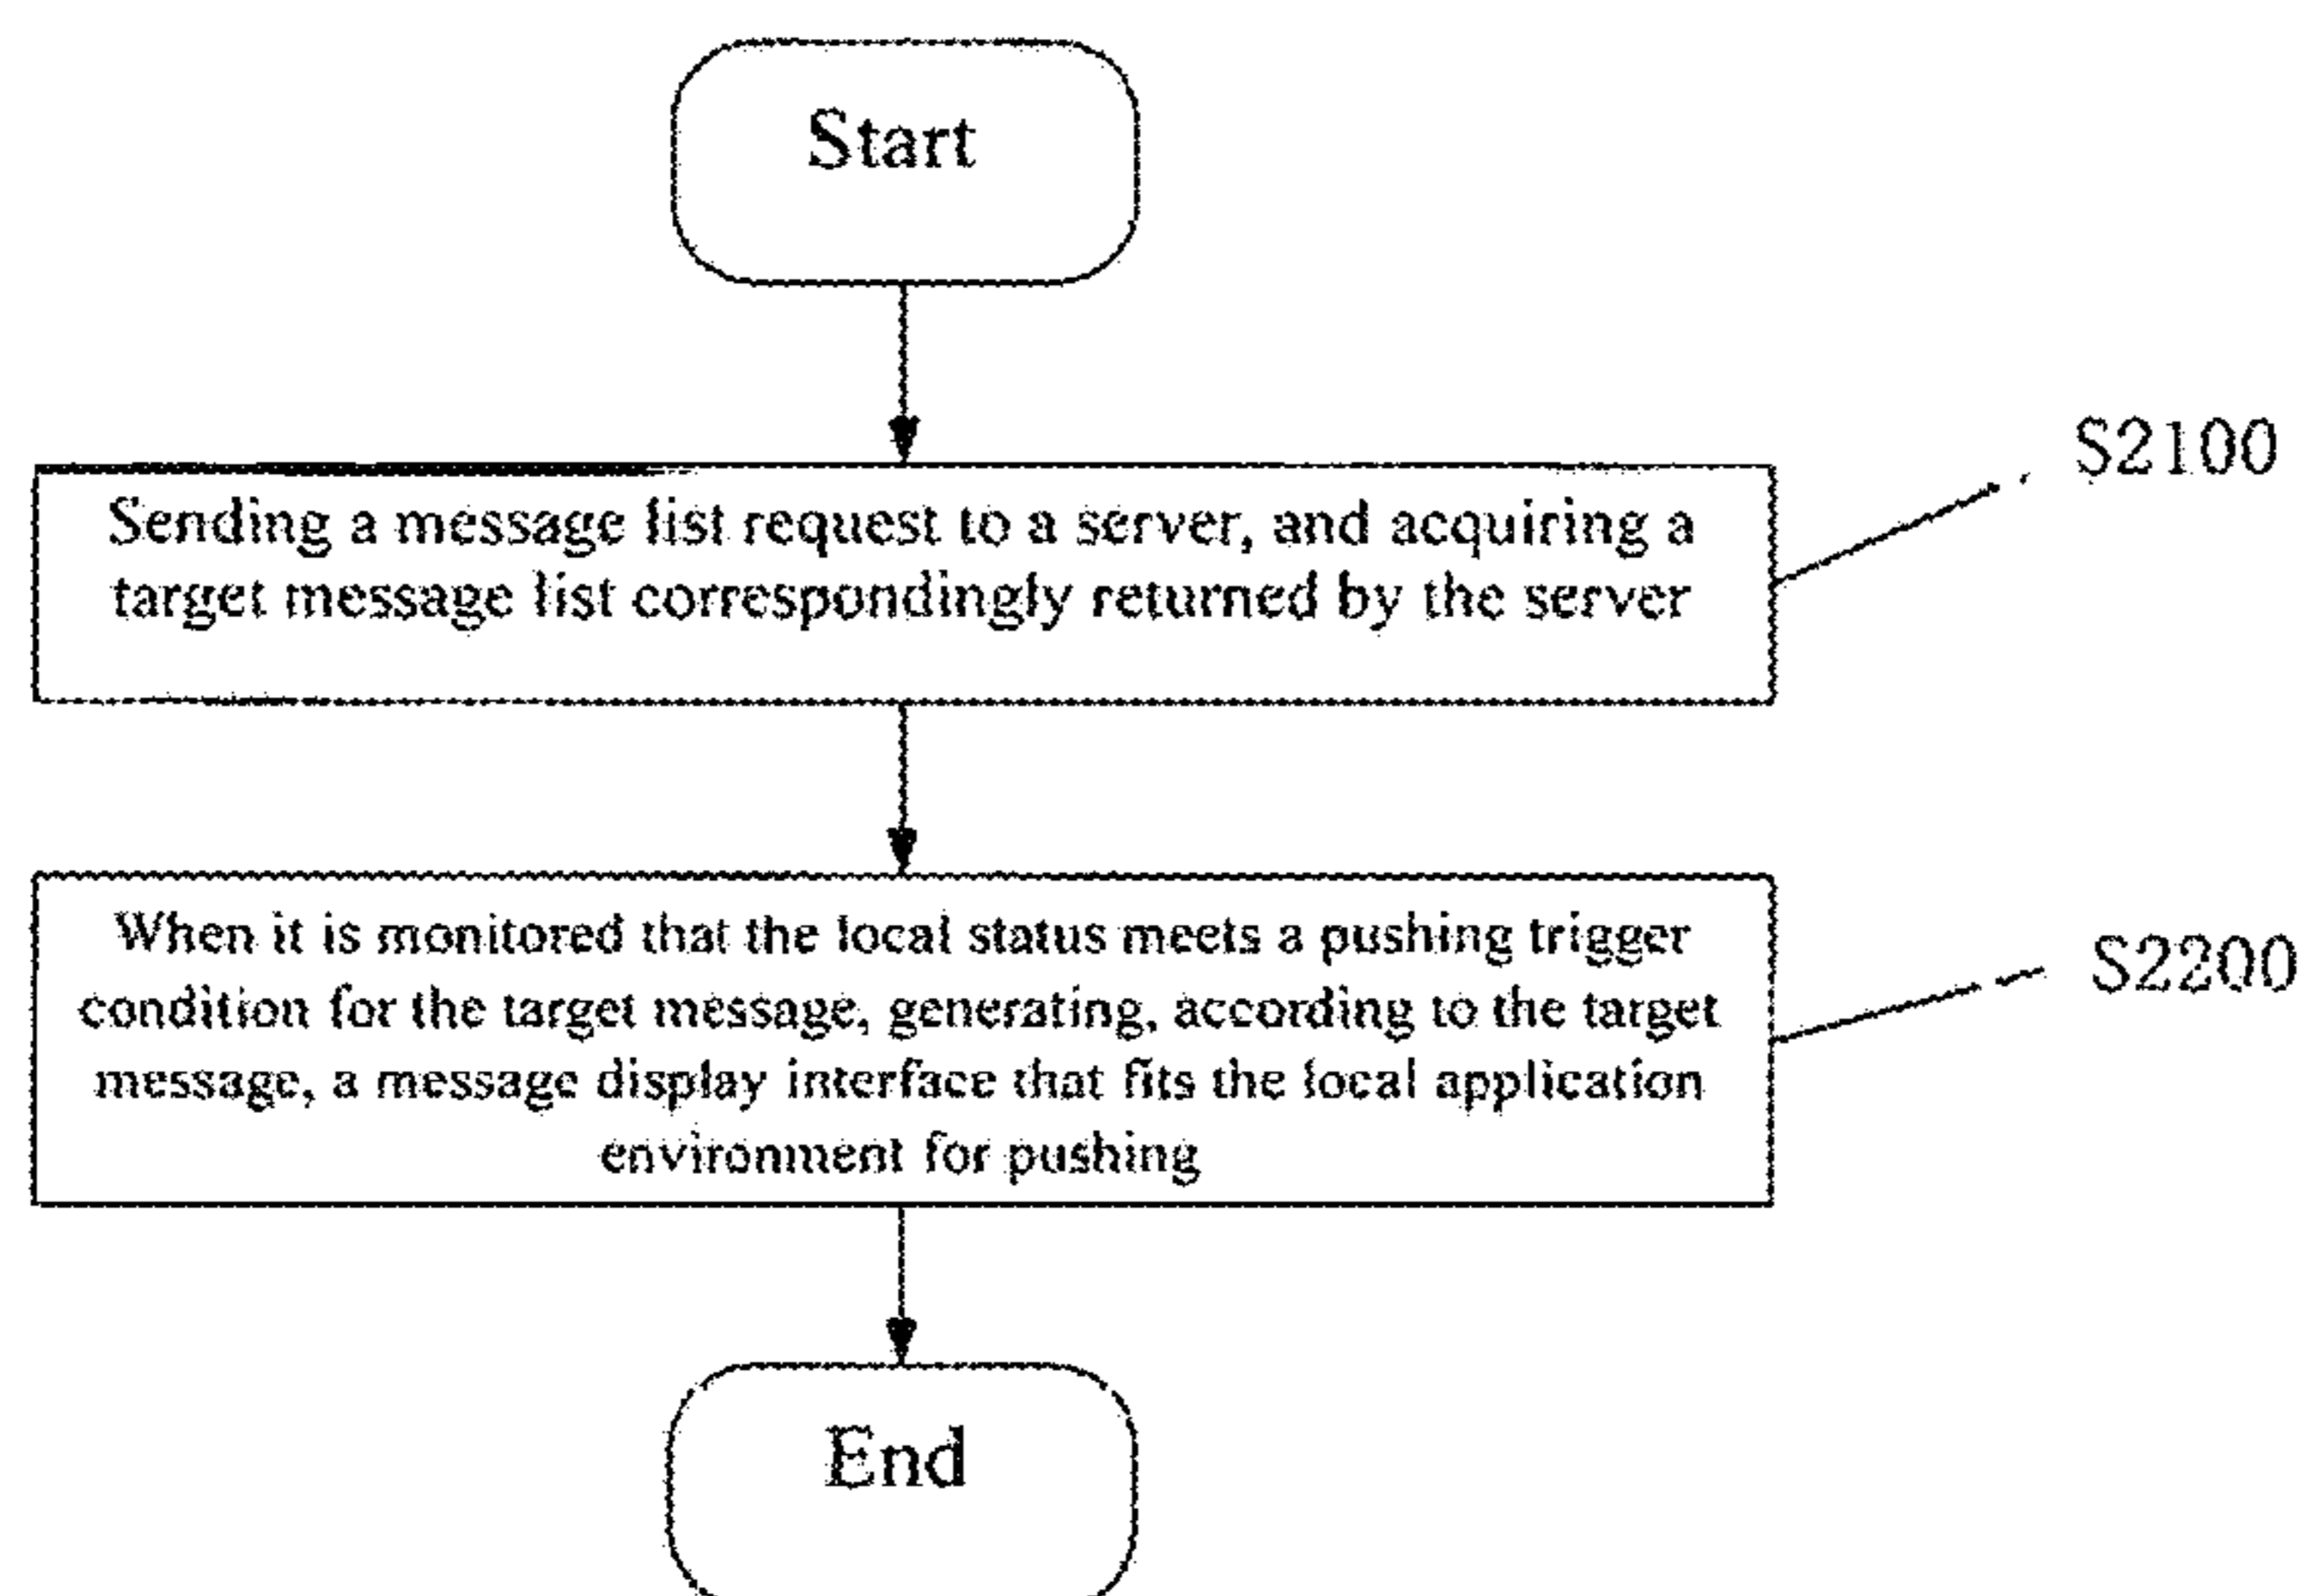 Start
S2100
Sending a message list request to a server, and acquiring a
target message list correspondingly returned by the server
When it is monitored that the local status meets a pushing trigger
S2200
condition for the target message, generating, according to the target
message, a message display interface that fits the local application
environment for pushing
End